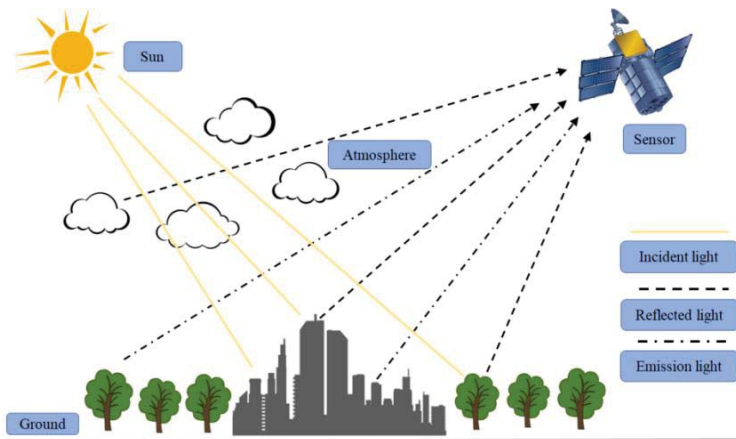 Sun
Atmosphere
Sensor
Incident light
Reflected light
Emission light
Ground